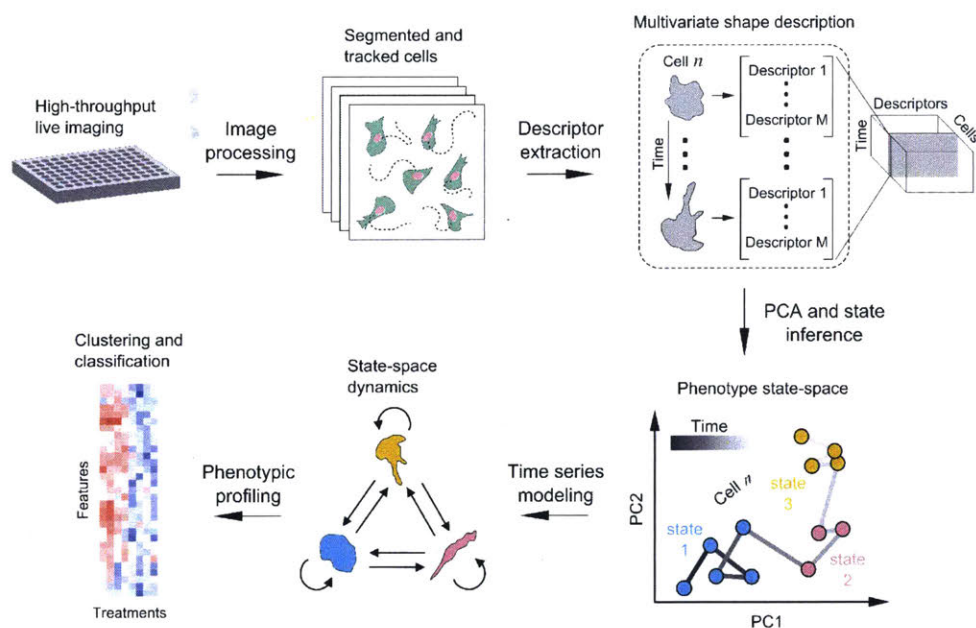 High-throughput
live imaging
Image
processing
Segmented and
tracked cells
Descriptor
extraction
Multivariate shape description
Cell n
Time
Descriptor 1
Descriptor M
Descriptor 1
Descriptor M
Descriptors
Time
Cells
PCA and state
inference
Phenotype state-space
Time
Cell n
state
1
state
2
state
3
PC2
PC1
Time series
modeling
State-space
dynamics
Phenotypic
profiling
Clustering and
classification
Features
Treatments